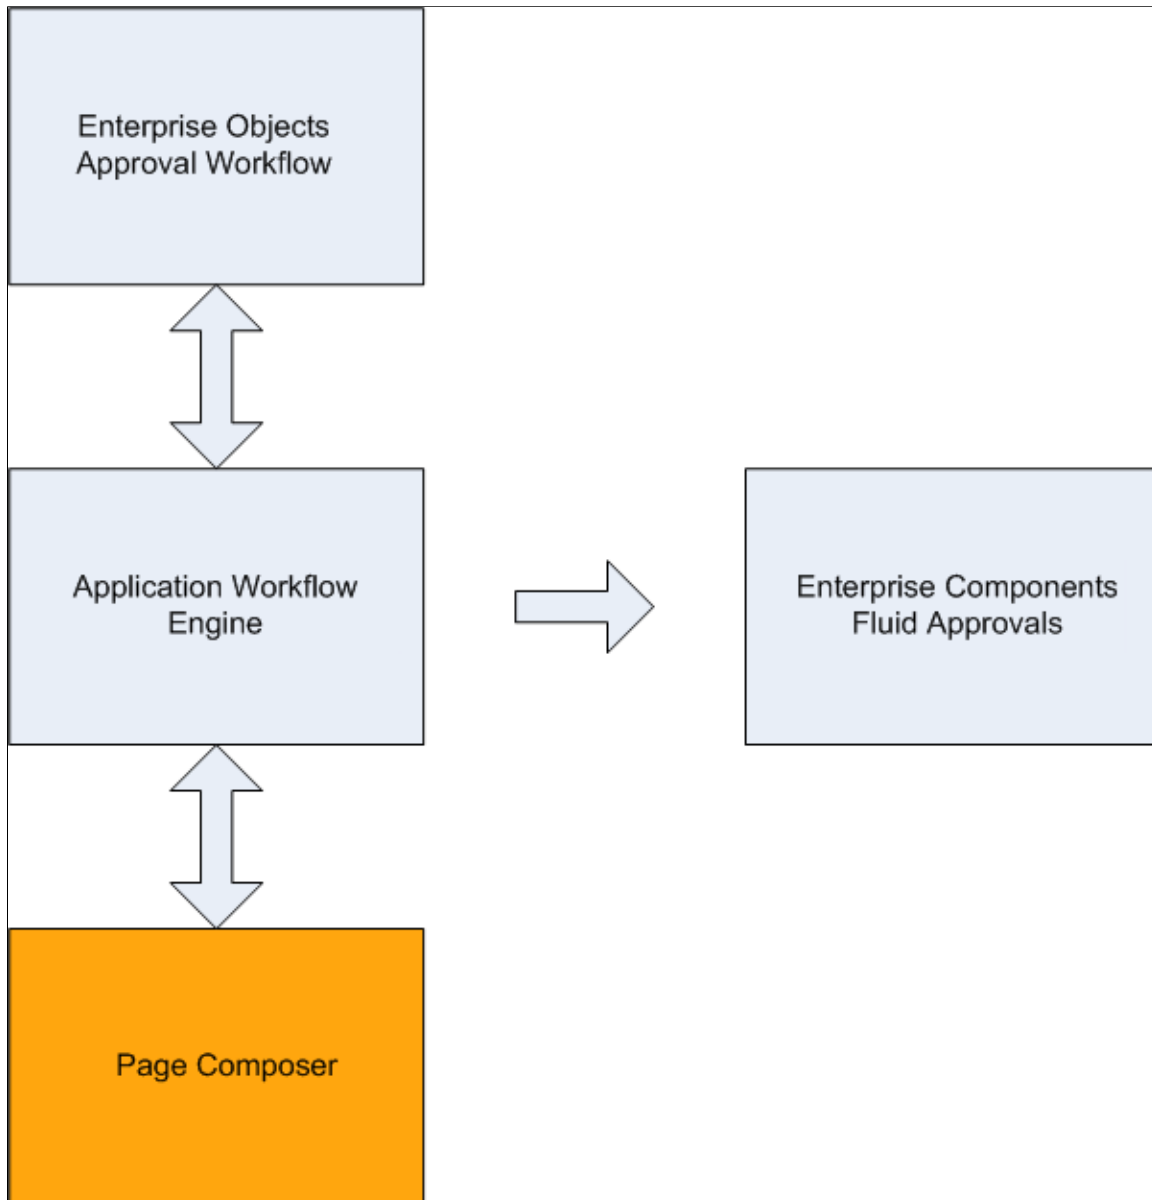 Enterprise Objects
Approval Workflow
Application Workflow
Engine
Enterprise Components
Fluid Approvals
Page Composer